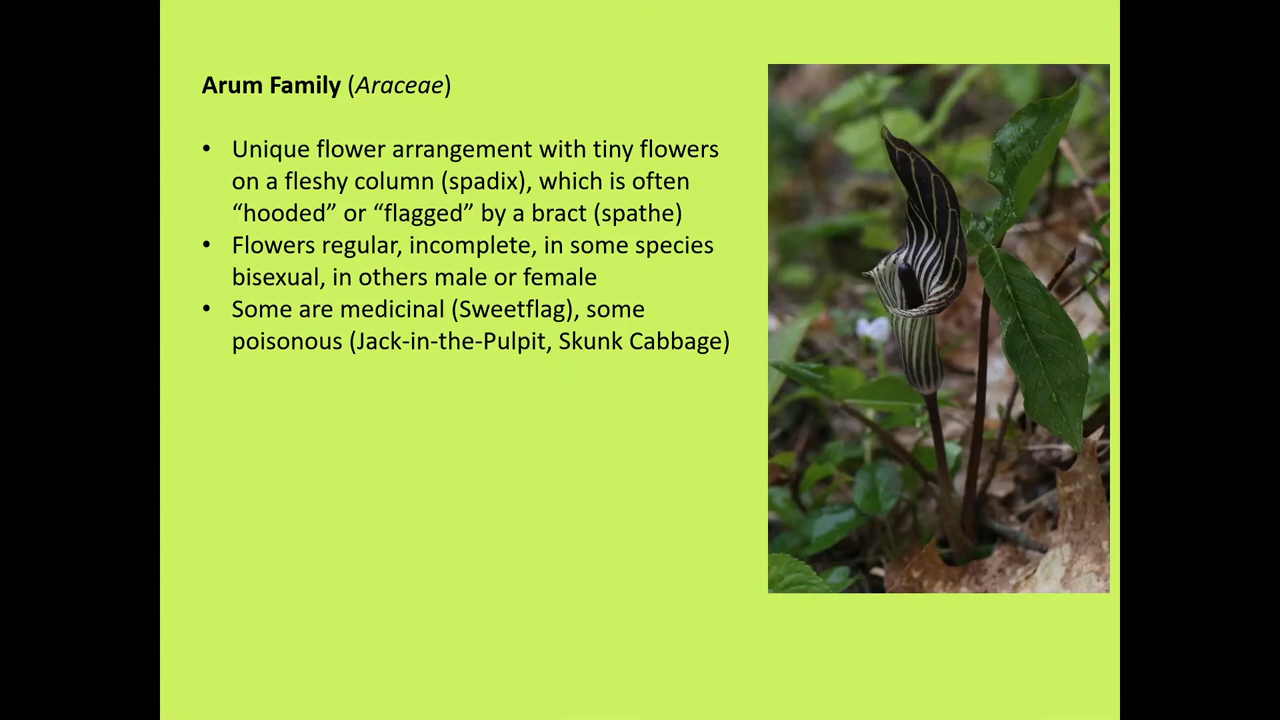 Arum Family (Araceae)
• Unique flower arrangement with tiny flowers
on a fleshy column (spadix), which is often
“hooded” or “flagged” by a bract (spathe)
• Flowers regular, incomplete, in some species
bisexual, in others male or female
• Some are medicinal (Sweetflag), some
poisonous (Jack-in-the-Pulpit, Skunk Cabbage)